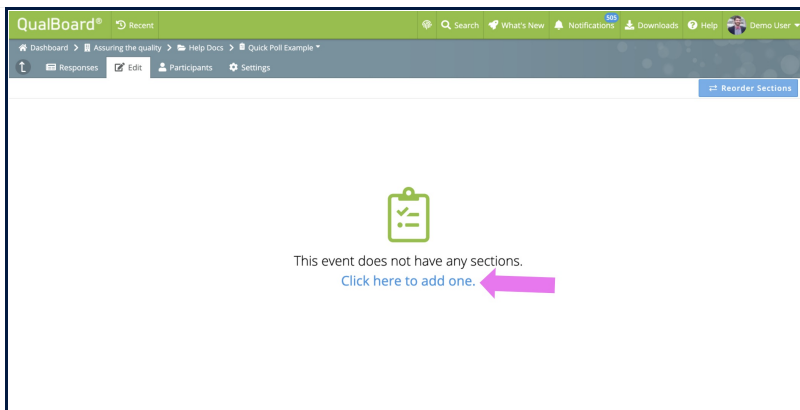 QualBoard® Recent Search What's New Notifications 505 Downloads Help Demo User
Dashboard > Assuring the quality > Help Docs > Quick Poll Example
Responses Edit Participants Settings
Reorder Sections
This event does not have any sections.
Click here to add one.